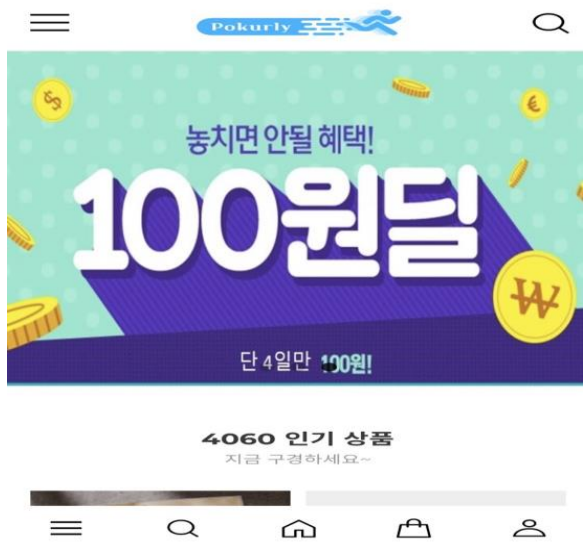 Pokurly
놓치면 안될 혜택!
100원딜
단 4일만 100원!
4060 인기 상품
지금 구경하세요~